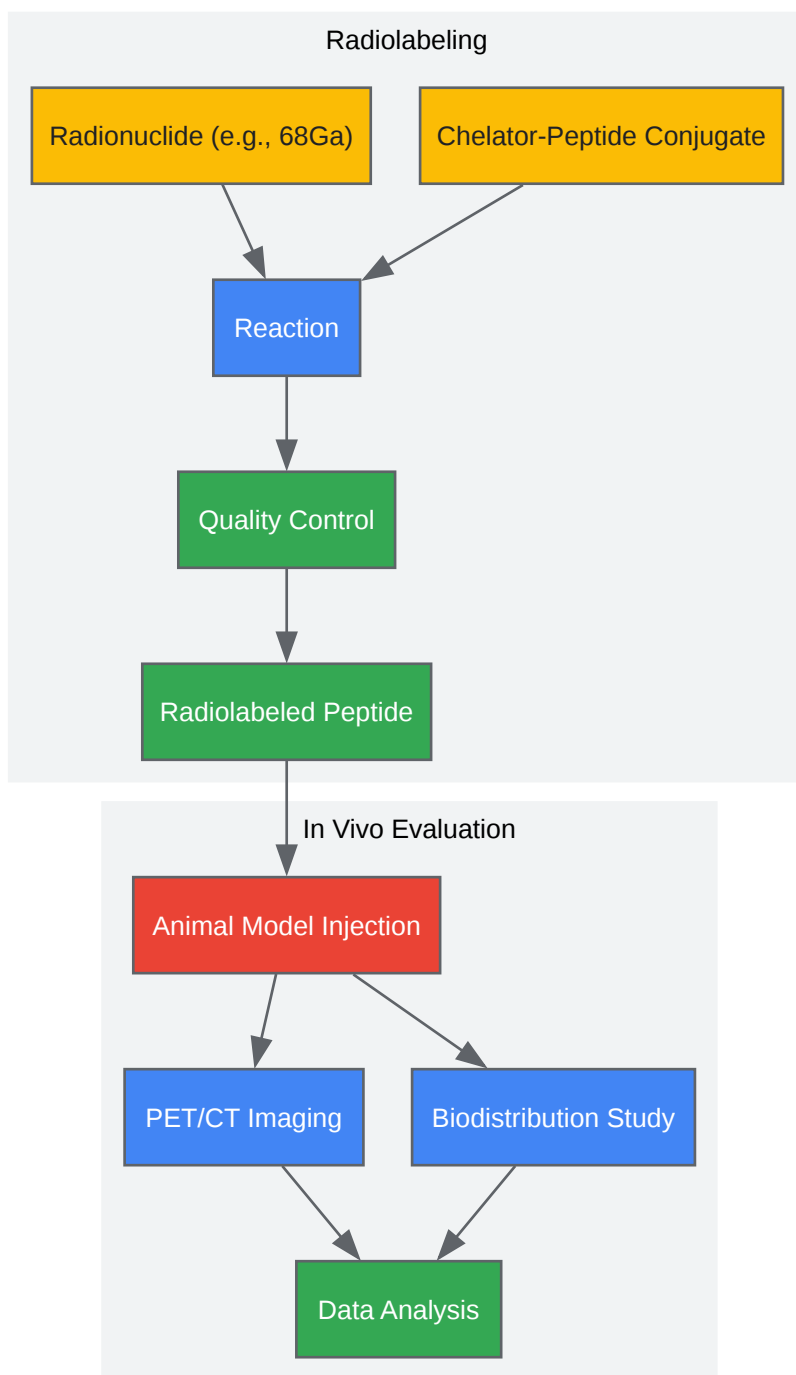 Radiolabeling
Radionuclide (e.g., 68Ga)
Chelator-Peptide Conjugate
Reaction
Quality Control
Radiolabeled Peptide
In Vivo Evaluation
Animal Model Injection
PET/CT Imaging
Biodistribution Study
Data Analysis